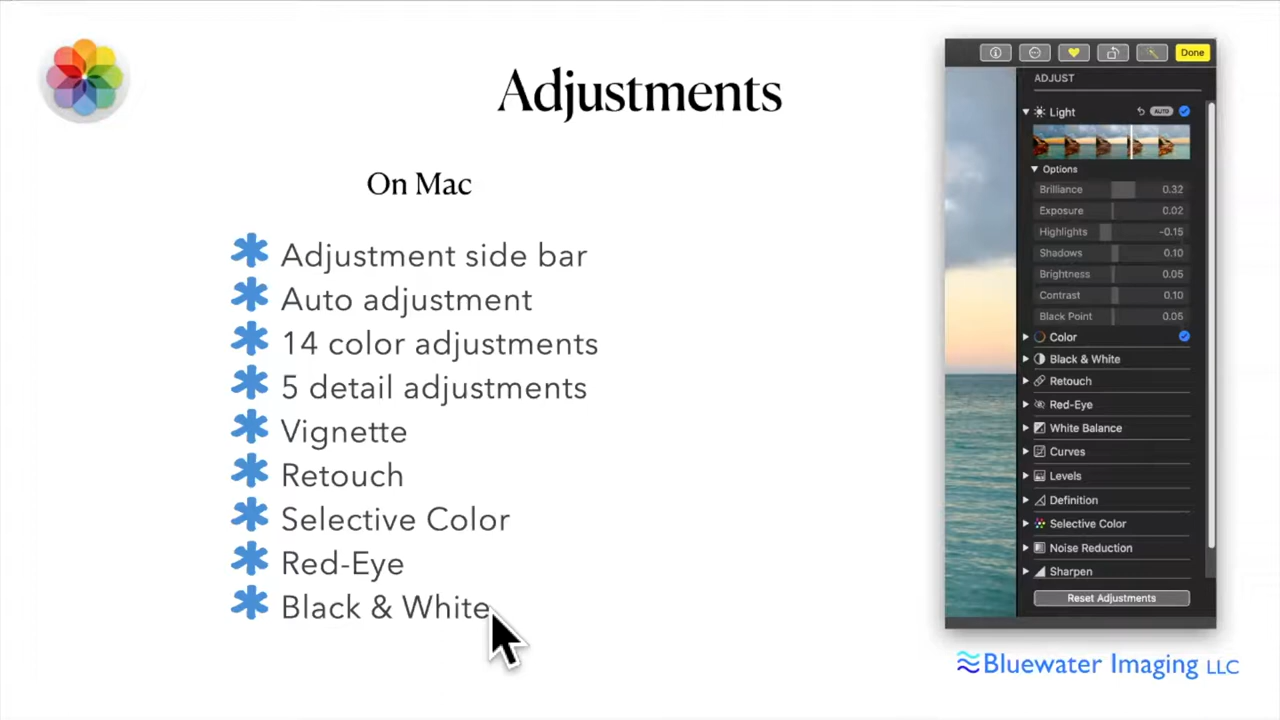 Adjustments
On Mac
Adjustment side bar
Auto adjustment
14 color adjustments
5 detail adjustments
Vignette
Retouch
Selective Color
Red-Eye
Black & White
Done
ADJUST
Light AUTO
Options
Brilliance 0.32
Exposure 0.02
Highlights -0.15
Shadows 0.10
Brightness 0.05
Contrast 0.10
Black Point 0.05
Color
Black & White
Retouch
Red-Eye
White Balance
Curves
Levels
Definition
Selective Color
Noise Reduction
Sharpen
Reset Adjustments
Bluewater Imaging LLC